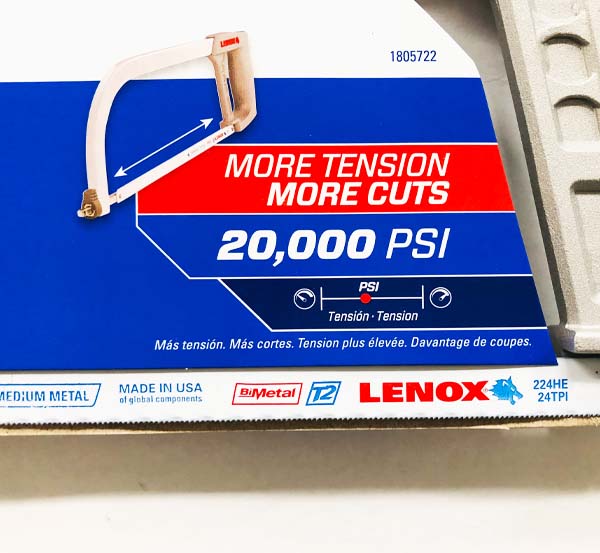 LENOX
1805722
MORE TENSION
MORE CUTS
20,000 PSI
PSI
Tensión · Tension
Más tensión. Más cortes. Tension plus élevée. Davantage de coupes.
MEDIUM METAL
MADE IN USA
of global components
BiMetal
T2
LENOX
224HE
24TPI